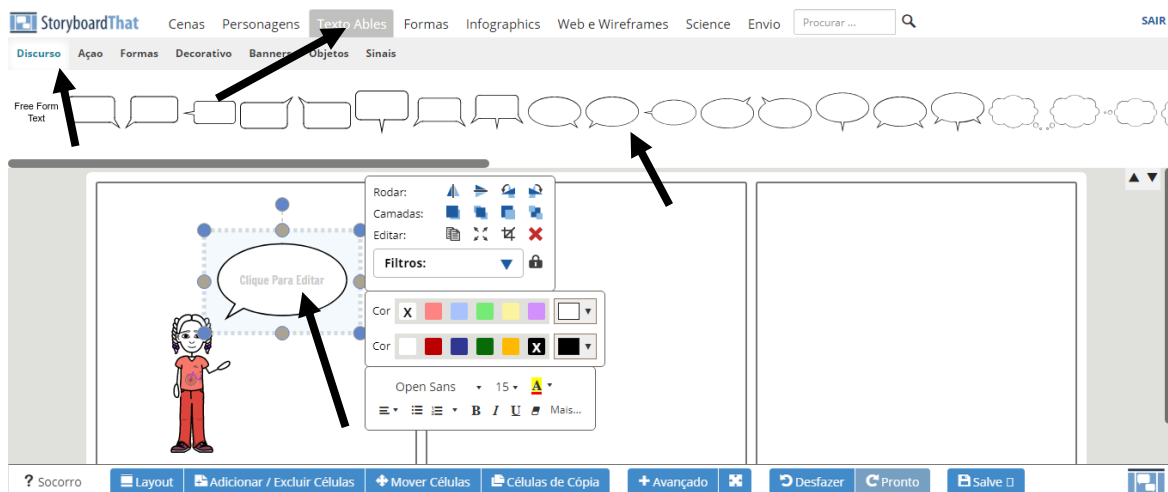 StoryboardThat Cenas Personagens Texto Ables Formas Infographics Web e Wireframes Science Envio Procurar ... SAIR
Discurso Açao Formas Decorativo Banners Objetos Sinais
Free Form
Text
Rodar:
Camadas:
Editar:
Filtros:
Clique Para Editar
Cor X
Cor X
Open Sans 15 A
B I U Mais...
? Socorro Layout Adicionar / Excluir Células Mover Células Células de Cópia + Avançado Desfazer Pronto Salve